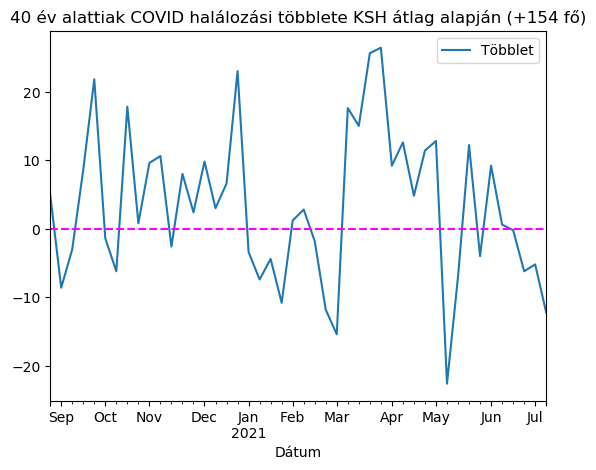 40 év alattiak COVID halálozási többlete KSH átlag alapján (+154 fő)
Többlet
20
10
0
−10
−20
Sep Oct Nov Dec Jan Feb Mar Apr May Jun Jul
2021
Dátum